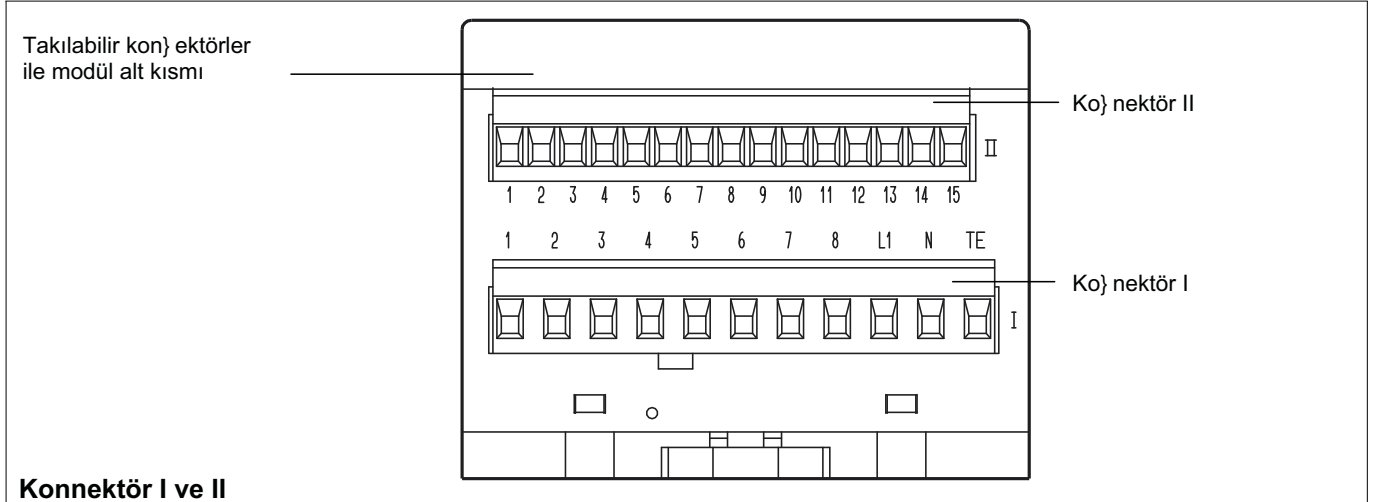 Takılabilir kon} ektörler
ile modül alt kısmı
Ko} nektör II
II
1 2 3 4 5 6 7 8 9 10 11 12 13 14 15
1 2 3 4 5 6 7 8 L1 N TE
Ko} nektör I
I
Konnektör I ve II